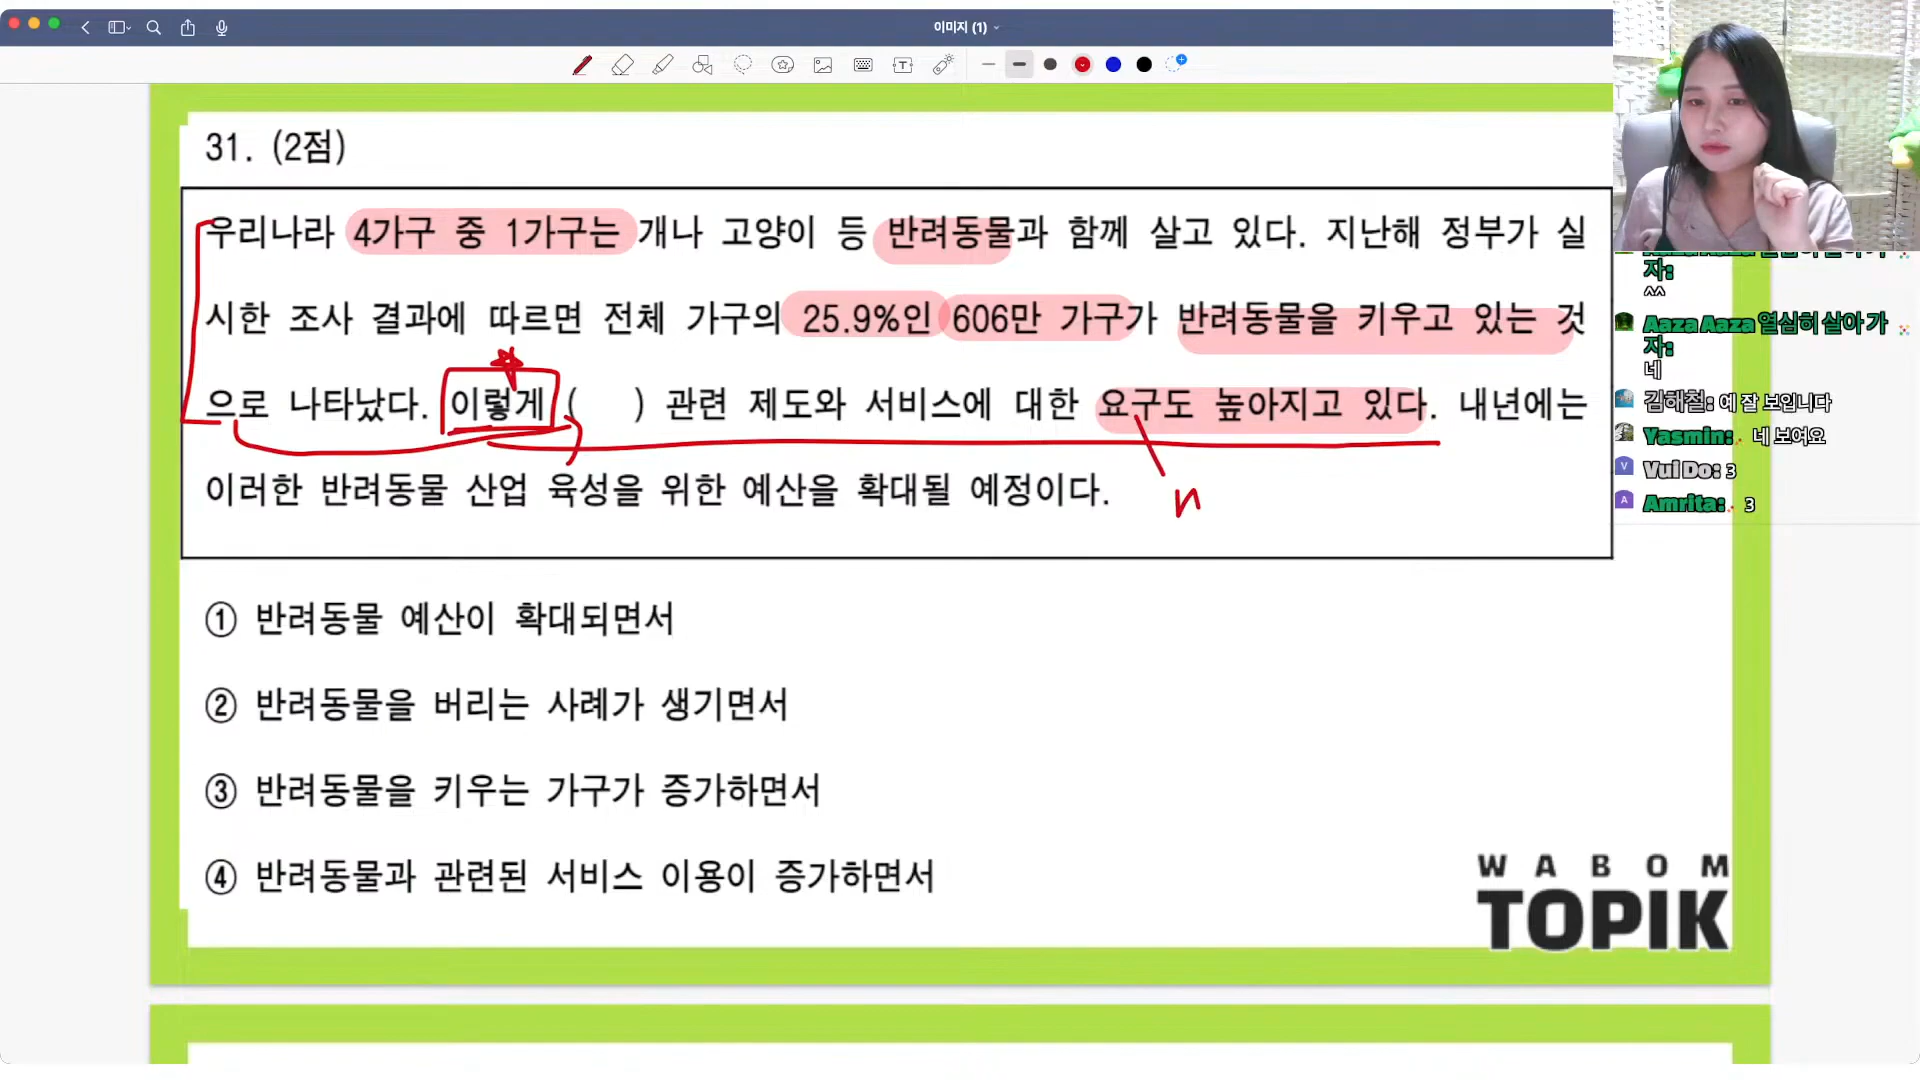 이미지 (1)
31. (2점)
우리나라 4가구 중 1가구는 개나 고양이 등 반려동물과 함께 살고 있다. 지난해 정부가 실
시한 조사 결과에 따르면 전체 가구의 25.9%인 606만 가구가 반려동물을 키우고 있는 것
으로 나타났다. 이렇게 ( ) 관련 제도와 서비스에 대한 요구도 높아지고 있다. 내년에는
이러한 반려동물 산업 육성을 위한 예산을 확대될 예정이다.
n
① 반려동물 예산이 확대되면서
② 반려동물을 버리는 사례가 생기면서
③ 반려동물을 키우는 가구가 증가하면서
④ 반려동물과 관련된 서비스 이용이 증가하면서
WABOM
TOPIK
자:
^^
Aaza Aaza 열심히 살아 가
자:
네
김해철: 예 잘 보입니다
Yasmin: 네 보여요
V Vui Do: 3
A Amrita: 3